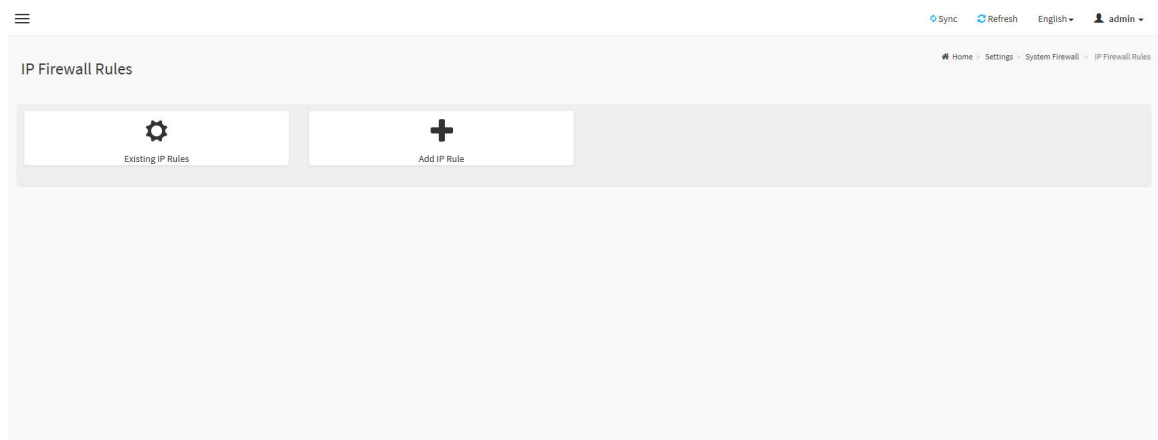 Sync Refresh English admin
Home > Settings > System Firewall > IP Firewall Rules
IP Firewall Rules
Existing IP Rules
Add IP Rule